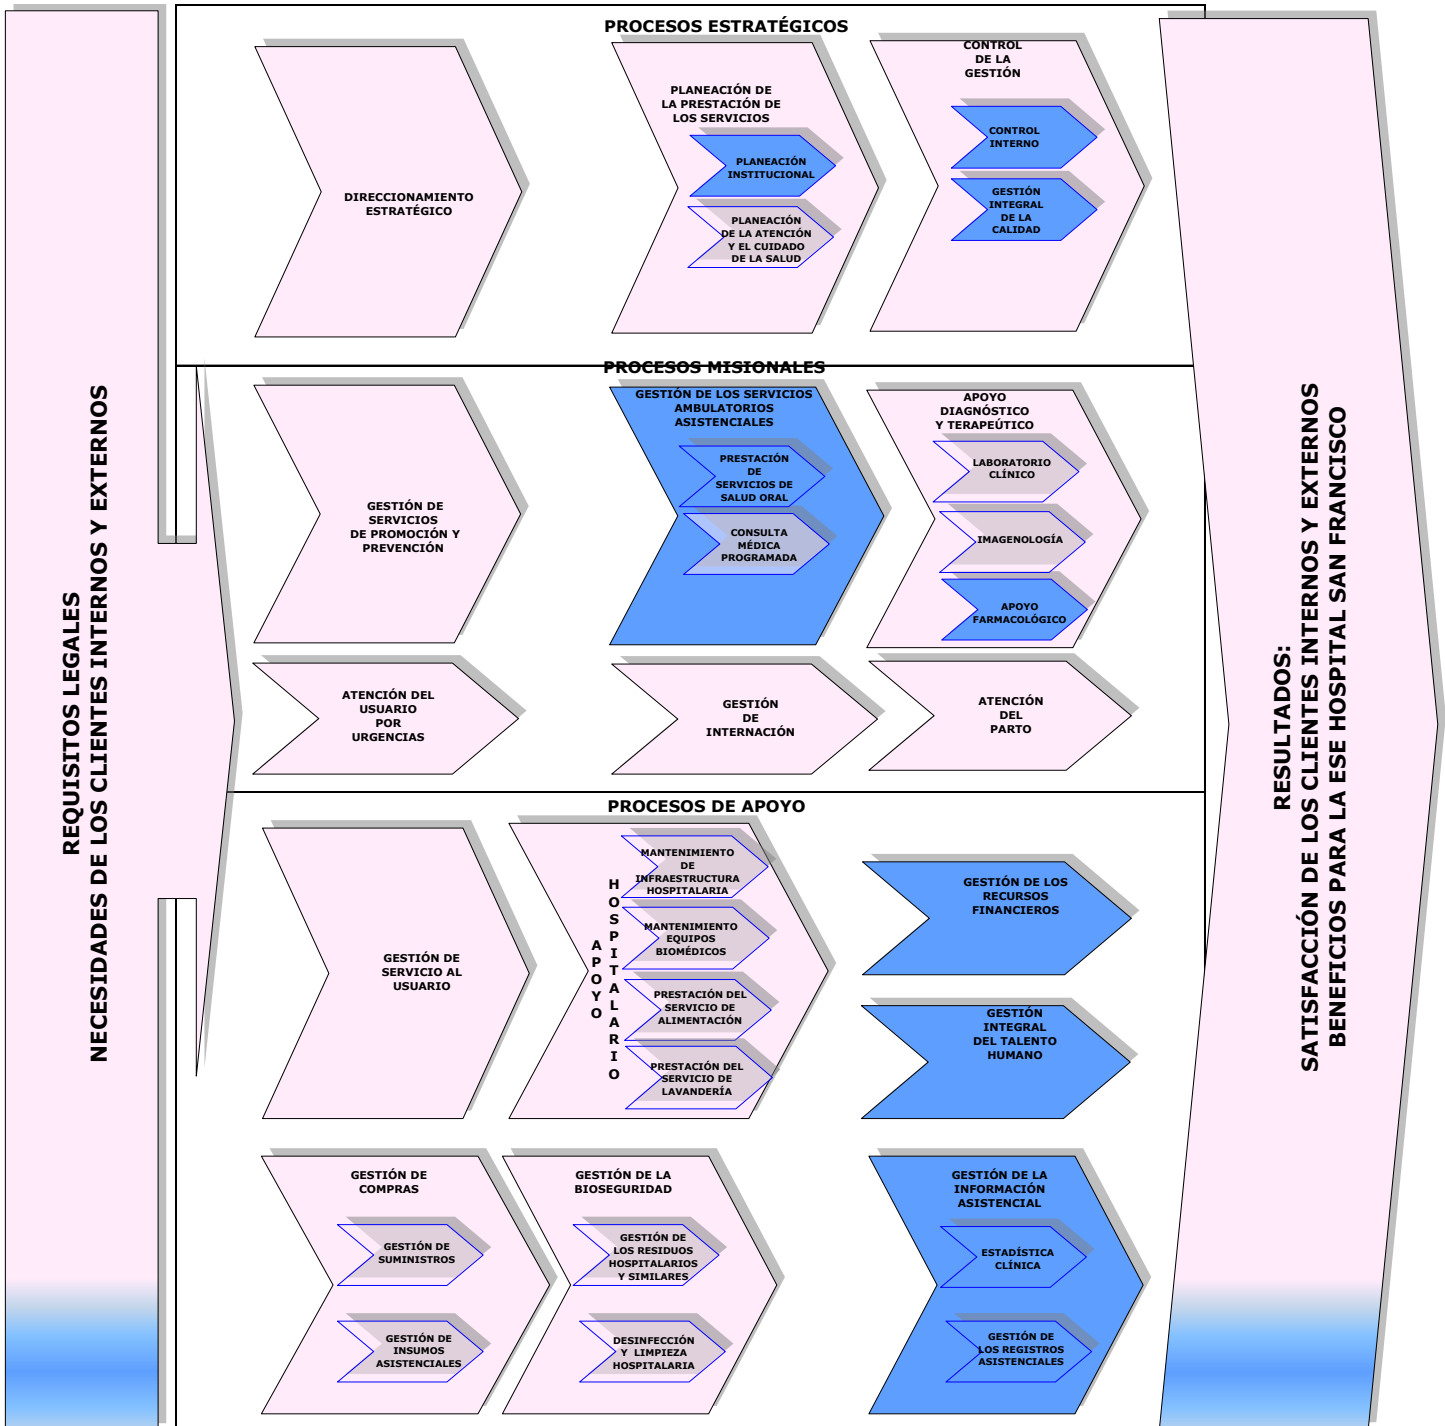 REQUISITOS LEGALES
NECESIDADES DE LOS CLIENTES INTERNOS Y EXTERNOS
PROCESOS ESTRATÉGICOS
DIRECCIONAMIENTO
ESTRATÉGICO
PLANEACIÓN DE
LA PRESTACIÓN DE
LOS SERVICIOS
PLANEACIÓN
INSTITUCIONAL
PLANEACIÓN
DE LA ATENCIÓN
Y EL CUIDADO
DE LA SALUD
CONTROL
DE LA
GESTIÓN
CONTROL
INTERNO
GESTIÓN
INTEGRAL
DE LA
CALIDAD
PROCESOS MISIONALES
GESTIÓN DE
SERVICIOS
DE PROMOCIÓN Y
PREVENCIÓN
GESTIÓN DE LOS SERVICIOS
AMBULATORIOS
ASISTENCIALES
PRESTACIÓN
DE
SERVICIOS DE
SALUD ORAL
CONSULTA
MÉDICA
PROGRAMADA
APOYO
DIAGNÓSTICO
Y TERAPEÚTICO
LABORATORIO
CLÍNICO
IMAGENOLOGÍA
APOYO
FARMACOLÓGICO
ATENCIÓN DEL
USUARIO
POR
URGENCIAS
GESTIÓN
DE
INTERNACIÓN
ATENCIÓN
DEL
PARTO
PROCESOS DE APOYO
GESTIÓN DE
SERVICIO AL
USUARIO
APOYO
HOSPITALARIO
MANTENIMIENTO
DE
INFRAESTRUCTURA
HOSPITALARIA
MANTENIMIENTO
EQUIPOS
BIOMÉDICOS
PRESTACIÓN DEL
SERVICIO DE
ALIMENTACIÓN
PRESTACIÓN DEL
SERVICIO DE
LAVANDERÍA
GESTIÓN DE LOS
RECURSOS
FINANCIEROS
GESTIÓN
INTEGRAL
DEL TALENTO
HUMANO
GESTIÓN DE
COMPRAS
GESTIÓN DE
SUMINISTROS
GESTIÓN DE
INSUMOS
ASISTENCIALES
GESTIÓN DE LA
BIOSEGURIDAD
GESTIÓN DE
LOS RESIDUOS
HOSPITALARIOS
Y SIMILARES
DESINFECCIÓN
Y LIMPIEZA
HOSPITALARIA
GESTIÓN DE LA
INFORMACIÓN
ASISTENCIAL
ESTADÍSTICA
CLÍNICA
GESTIÓN DE
LOS REGISTROS
ASISTENCIALES
RESULTADOS:
SATISFACCIÓN DE LOS CLIENTES INTERNOS Y EXTERNOS
BENEFICIOS PARA LA ESE HOSPITAL SAN FRANCISCO